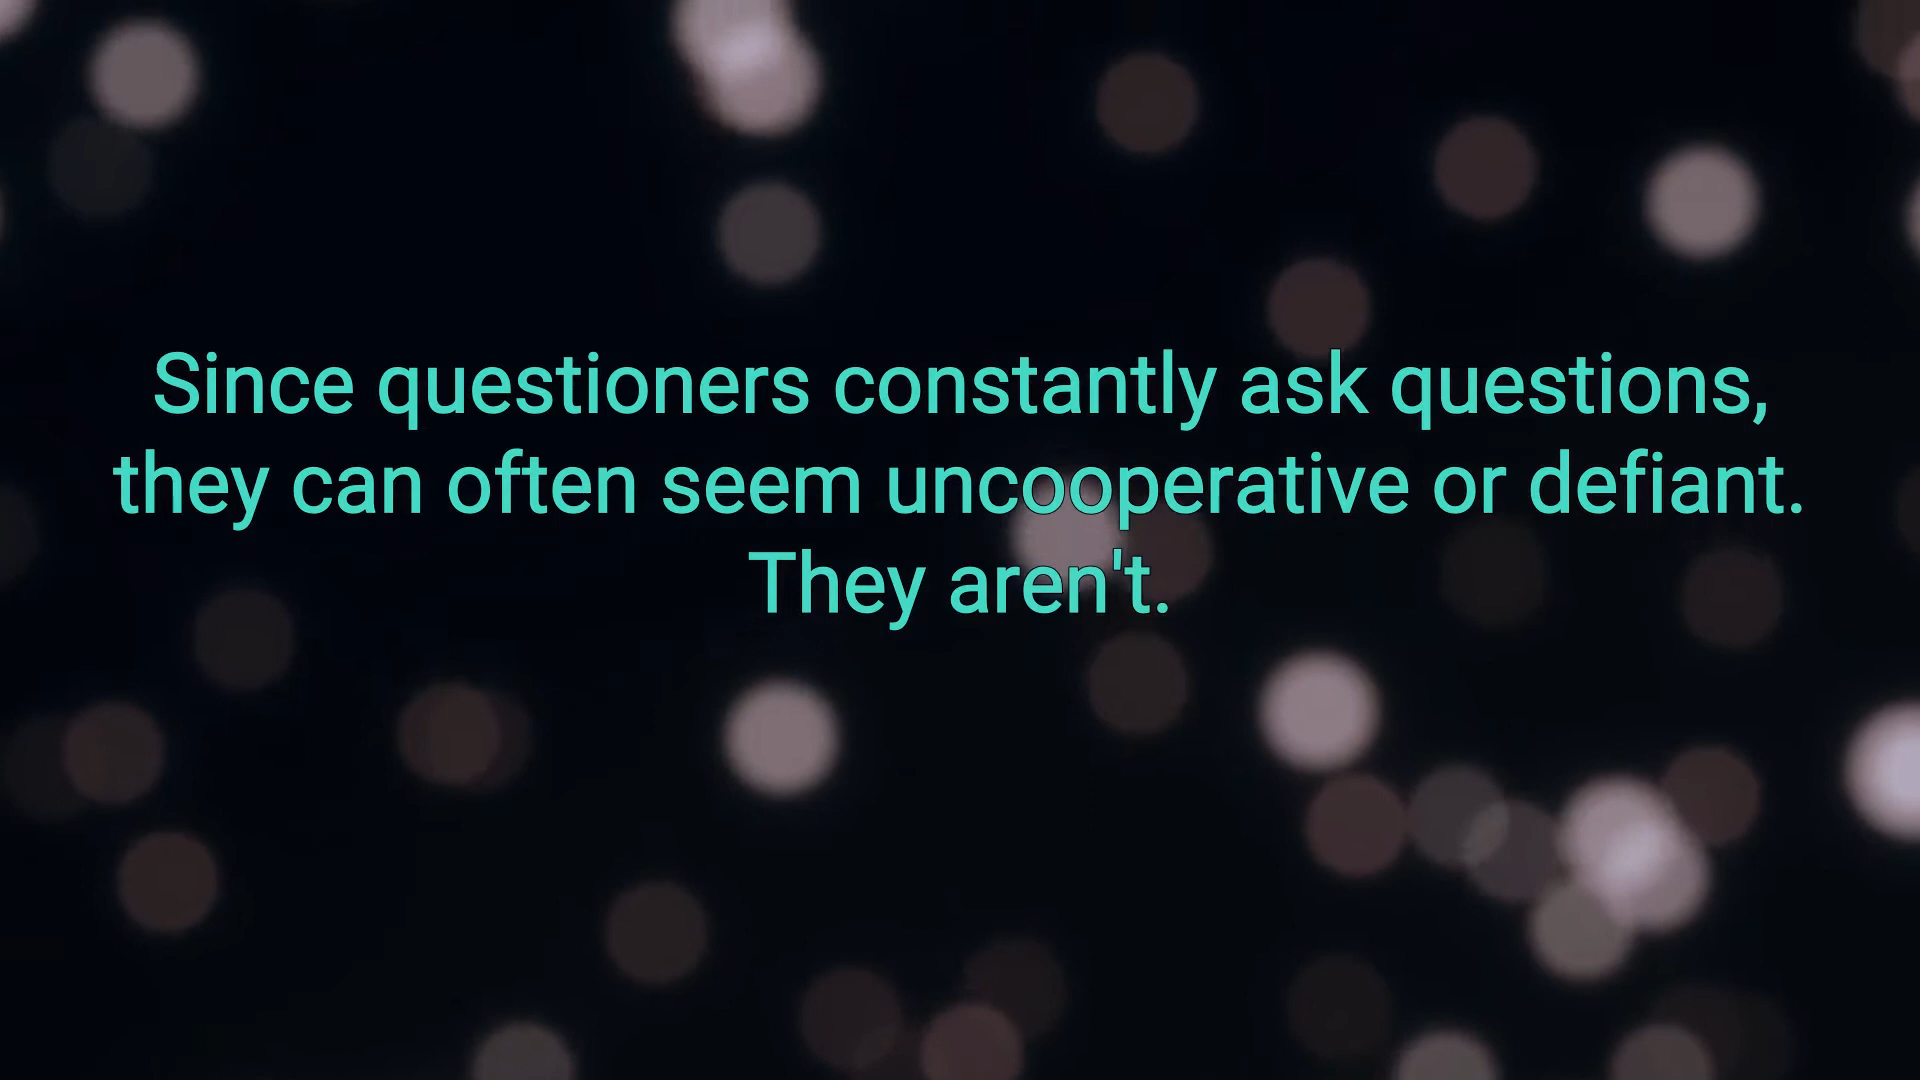 Since questioners constantly ask questions,
they can often seem uncooperative or defiant.
They aren't.